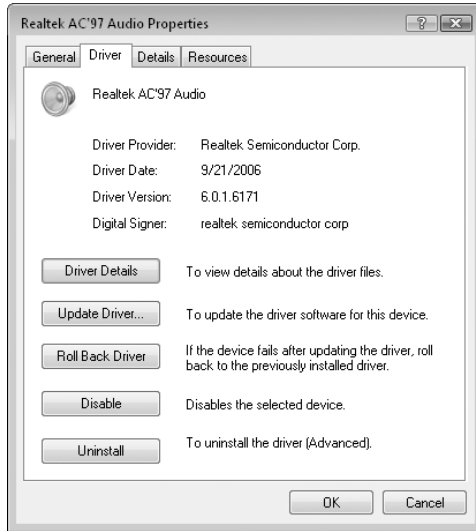 Realtek AC'97 Audio Properties
General Driver Details Resources
Realtek AC'97 Audio
Driver Provider: Realtek Semiconductor Corp.
Driver Date: 9/21/2006
Driver Version: 6.0.1.6171
Digital Signer: realtek semiconductor corp
Driver Details To view details about the driver files.
Update Driver... To update the driver software for this device.
Roll Back Driver If the device fails after updating the driver, roll
back to the previously installed driver.
Disable Disables the selected device.
Uninstall To uninstall the driver (Advanced).
OK Cancel